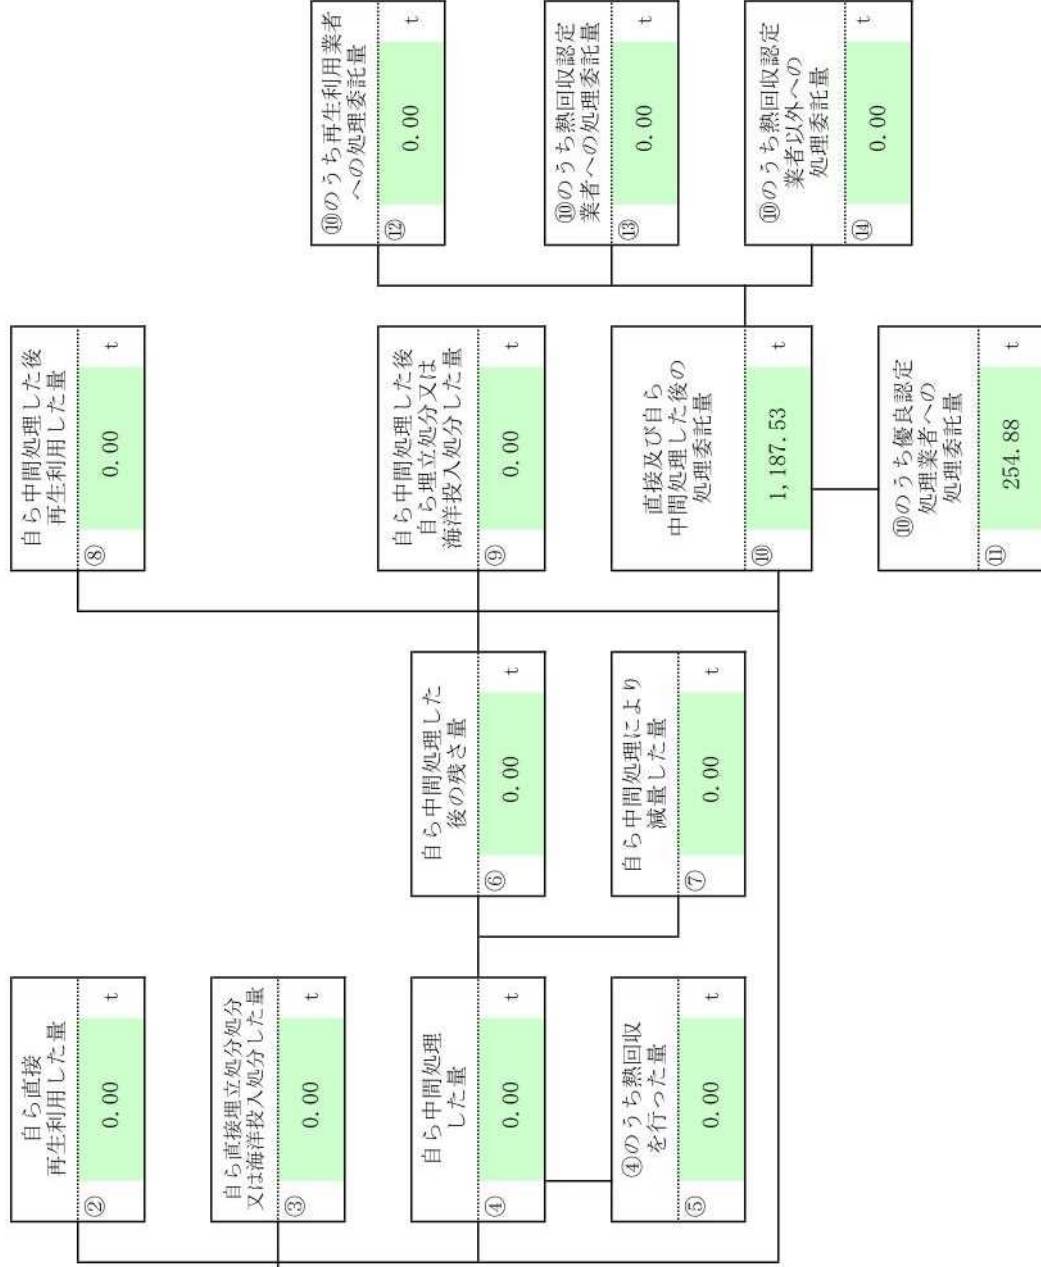 自ら直接
再生利用した量
② 0.00 t
自ら直接埋立処分処分
又は海洋投入処分した量
③ 0.00 t
自ら中間処理
した量
④ 0.00 t
④のうち熱回収
を行った量
⑤ 0.00 t
自ら中間処理した
後の残さ量
⑥ 0.00 t
自ら中間処理により
減量した量
⑦ 0.00 t
自ら中間処理した後
再生利用した量
⑧ 0.00 t
自ら中間処理した後
自ら埋立処分又は
海洋投入処分した量
⑨ 0.00 t
直接及び自ら
中間処理した後の
処理委託量
⑩ 1,187.53 t
⑩のうち優良認定
処理業者への
処理委託量
⑪ 254.88 t
⑩のうち再生利用業者
への処理委託量
⑫ 0.00 t
⑩のうち熱回収認定
業者への処理委託量
⑬ 0.00 t
⑩のうち熱回収認定
業者以外への
処理委託量
⑭ 0.00 t